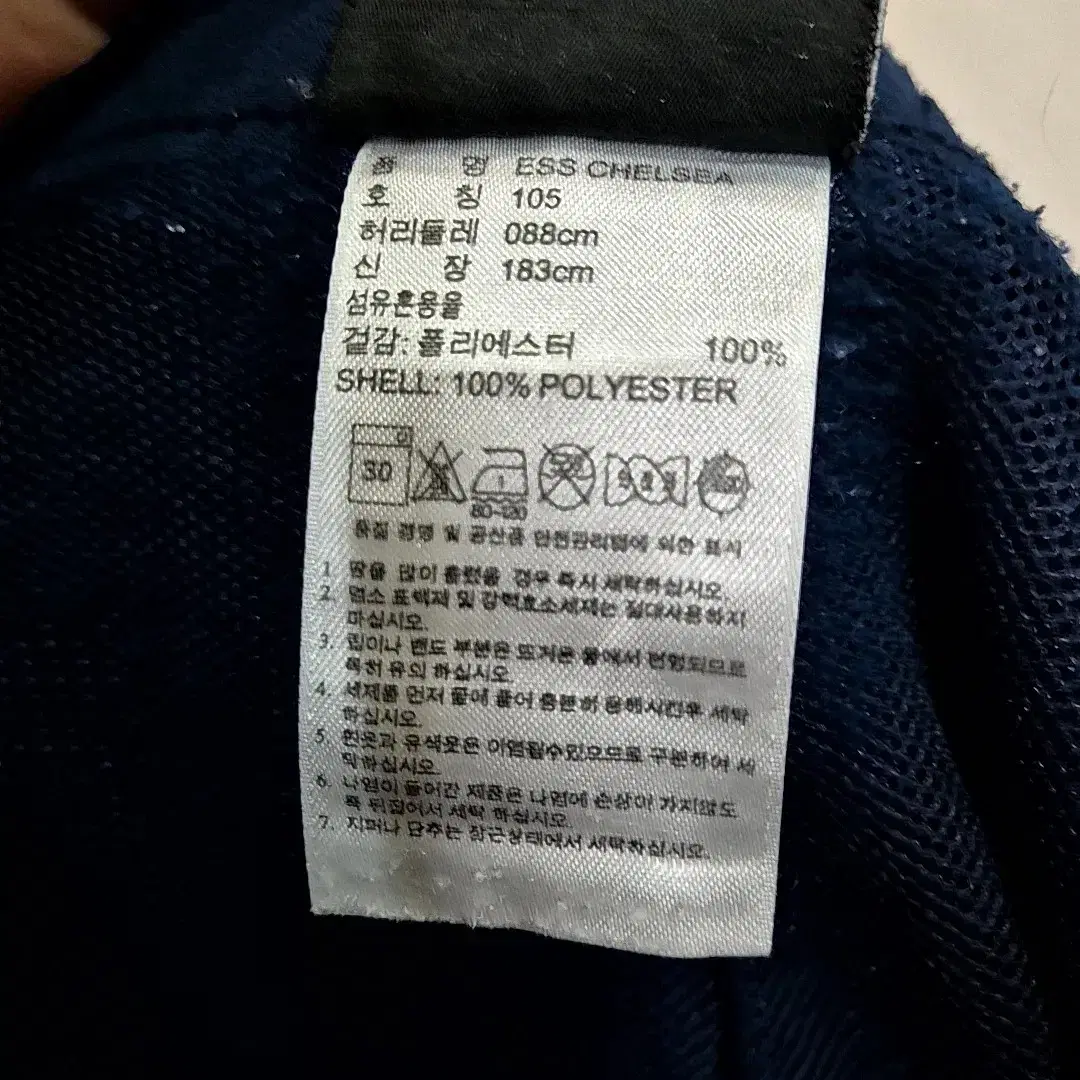 품 명 ESS CHELSEA
호 칭 105
허리둘레 088cm
신 장 183cm
섬유혼용율
겉감: 폴리에스터 100%
SHELL: 100% POLYESTER
30
80~120
품질 경영 및 공산품 안전관리법에 의한 표시
1. 땀을 많이 흘렸을 경우 즉시 세탁하십시오.
2. 염소 표백제 및 강력효소세제는 절대사용하지
마십시오.
3. 립이나 밴드 부분은 뜨거운 물에서 변형되므로
특히 유의 하십시오
4. 세제를 먼저 물에 풀어 충분히 용해시킨후 세탁
하십시오.
5. 흰옷과 유색옷은 이염될수있으므로 구분하여 세
탁하십시오.
6. 나염이 들어간 제품은 나염에 손상이 가지않도
록 뒤집어서 세탁 하십시오.
7. 지퍼나 단추는 잠근상태에서 세탁하십시오.